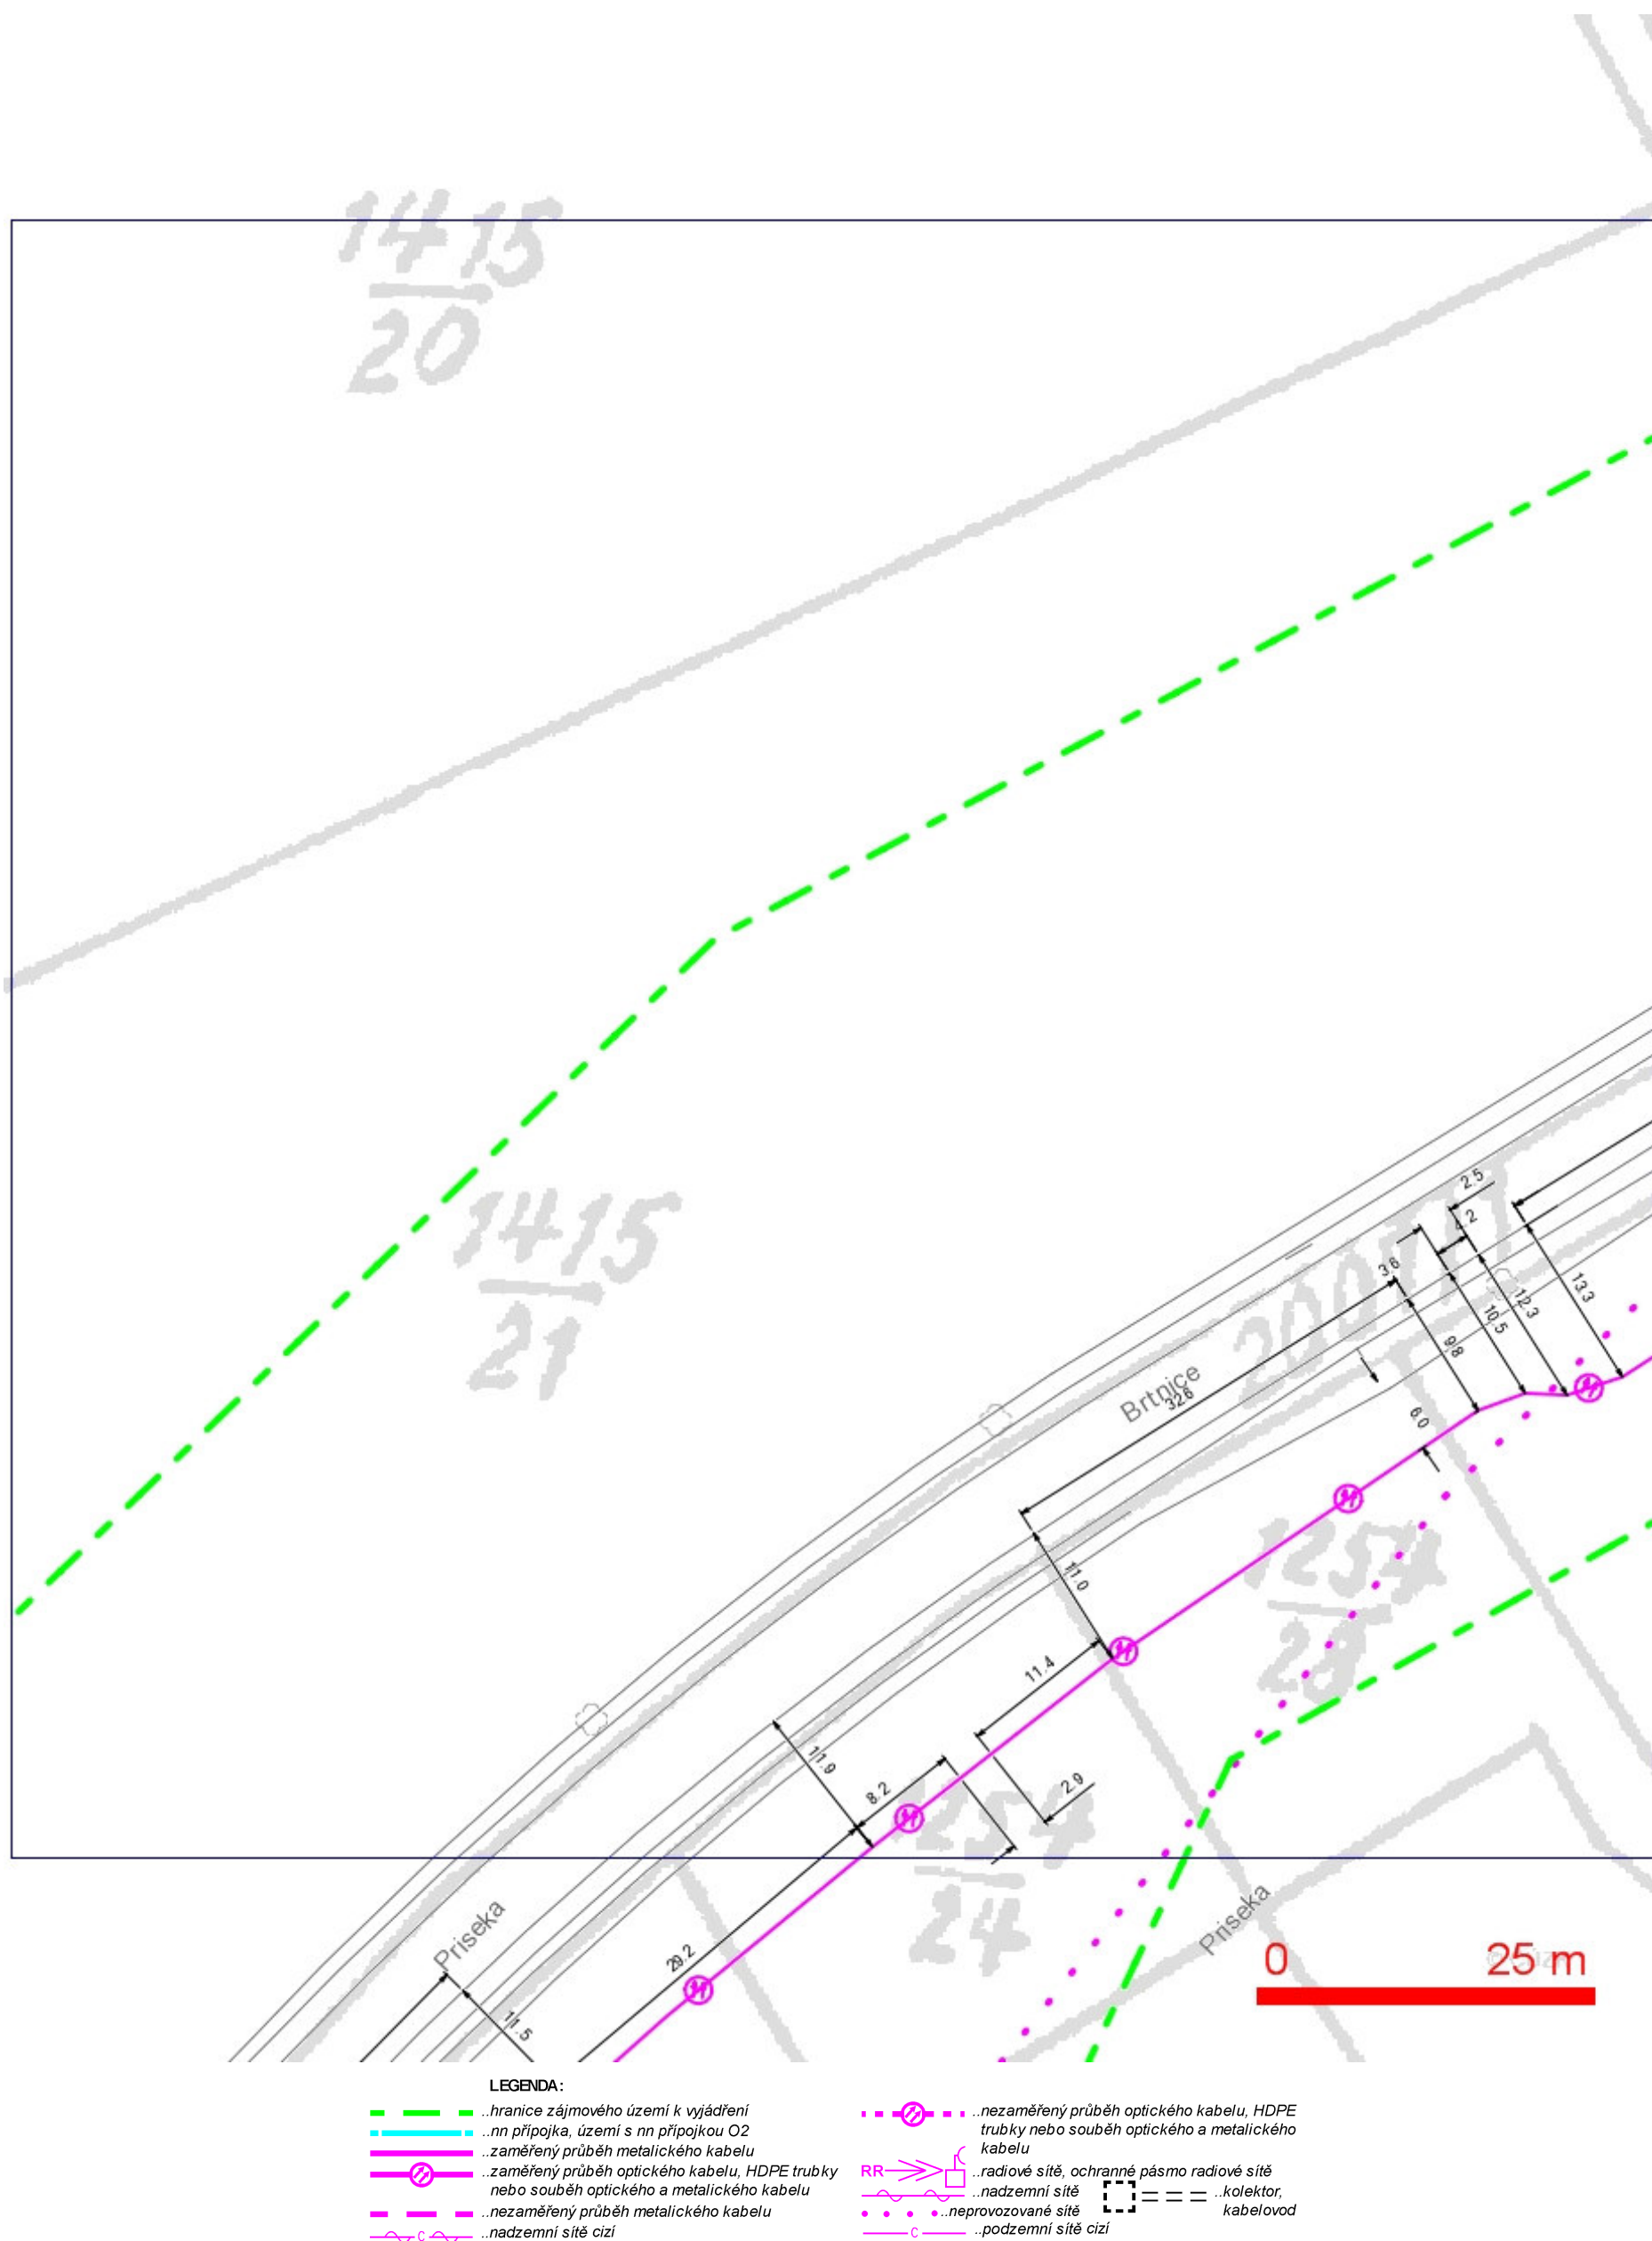 1415
20
1415
21
2.5
3.6
Brtnice
32.6
9.8
10.5
12.3
13.3
6.0
11.0
1254
28
11.4
11.9
8.2
2.9
1254
24
Priseka
29.2
Priseka
11.5
0 25 m
LEGENDA:
..hranice zájmového území k vyjádření
..nn přípojka, území s nn přípojkou O2
..zaměřený průběh metalického kabelu
..zaměřený průběh optického kabelu, HDPE trubky
nebo souběh optického a metalického kabelu
..nezaměřený průběh metalického kabelu
C
..nadzemní sítě cizí
..nezaměřený průběh optického kabelu, HDPE
trubky nebo souběh optického a metalického
kabelu
RR
..radiové sítě, ochranné pásmo radiové sítě
..nadzemní sítě
..kolektor,
kabelovod
..neprovozované sítě
C
..podzemní sítě cizí